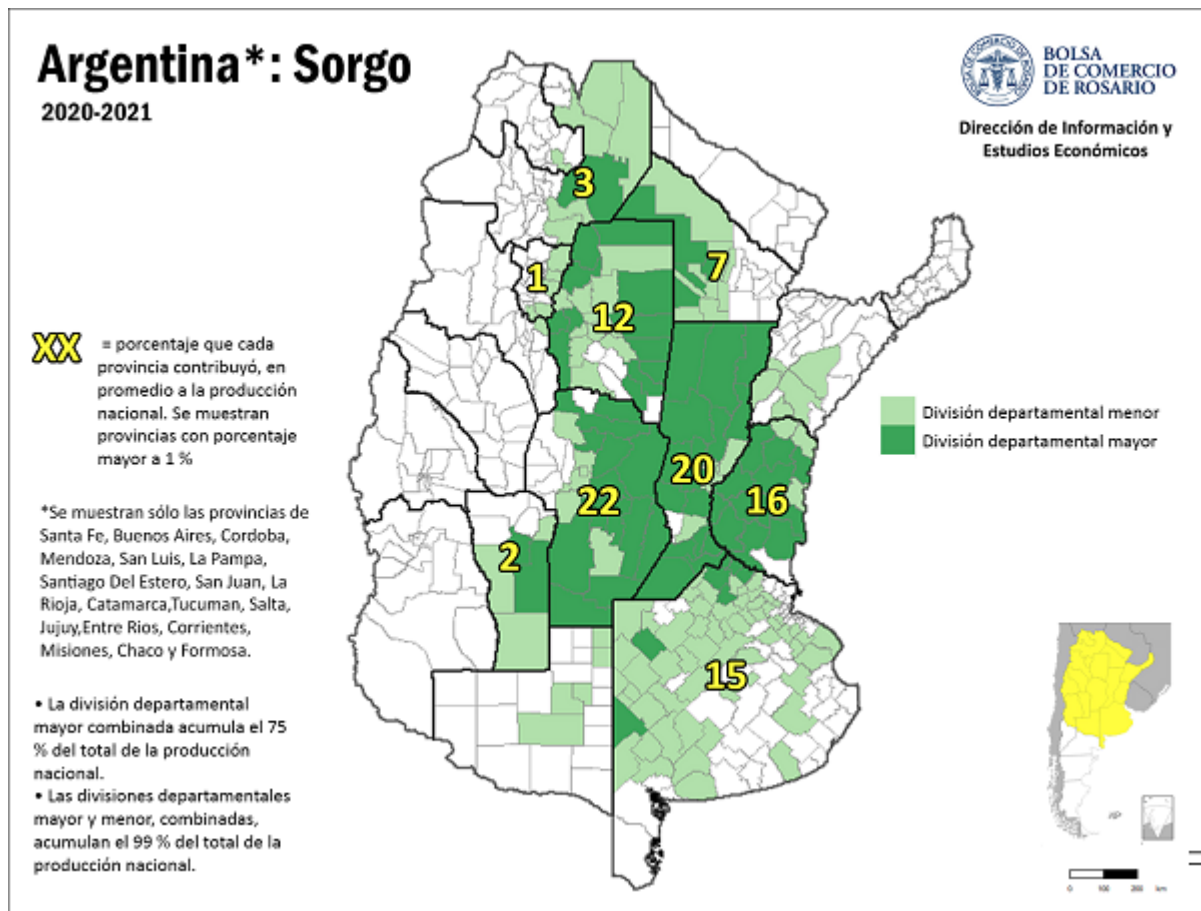 Argentina*: Sorgo
2020-2021
BOLSA
DE COMERCIO
DE ROSARIO
Dirección de Información y
Estudios Económicos
3
1
7
12
XX = porcentaje que cada
provincia contribuyó, en
promedio a la producción
nacional. Se muestran
provincias con porcentaje
mayor a 1 %
División departamental menor
División departamental mayor
20
22
16
2
15
*Se muestran sólo las provincias de
Santa Fe, Buenos Aires, Cordoba,
Mendoza, San Luis, La Pampa,
Santiago Del Estero, San Juan, La
Rioja, Catamarca,Tucuman, Salta,
Jujuy,Entre Rios, Corrientes,
Misiones, Chaco y Formosa.
• La división departamental
mayor combinada acumula el 75
% del total de la producción
nacional.
• Las divisiones departamentales
mayor y menor, combinadas,
acumulan el 99 % del total de la
producción nacional.
0 100 200 km